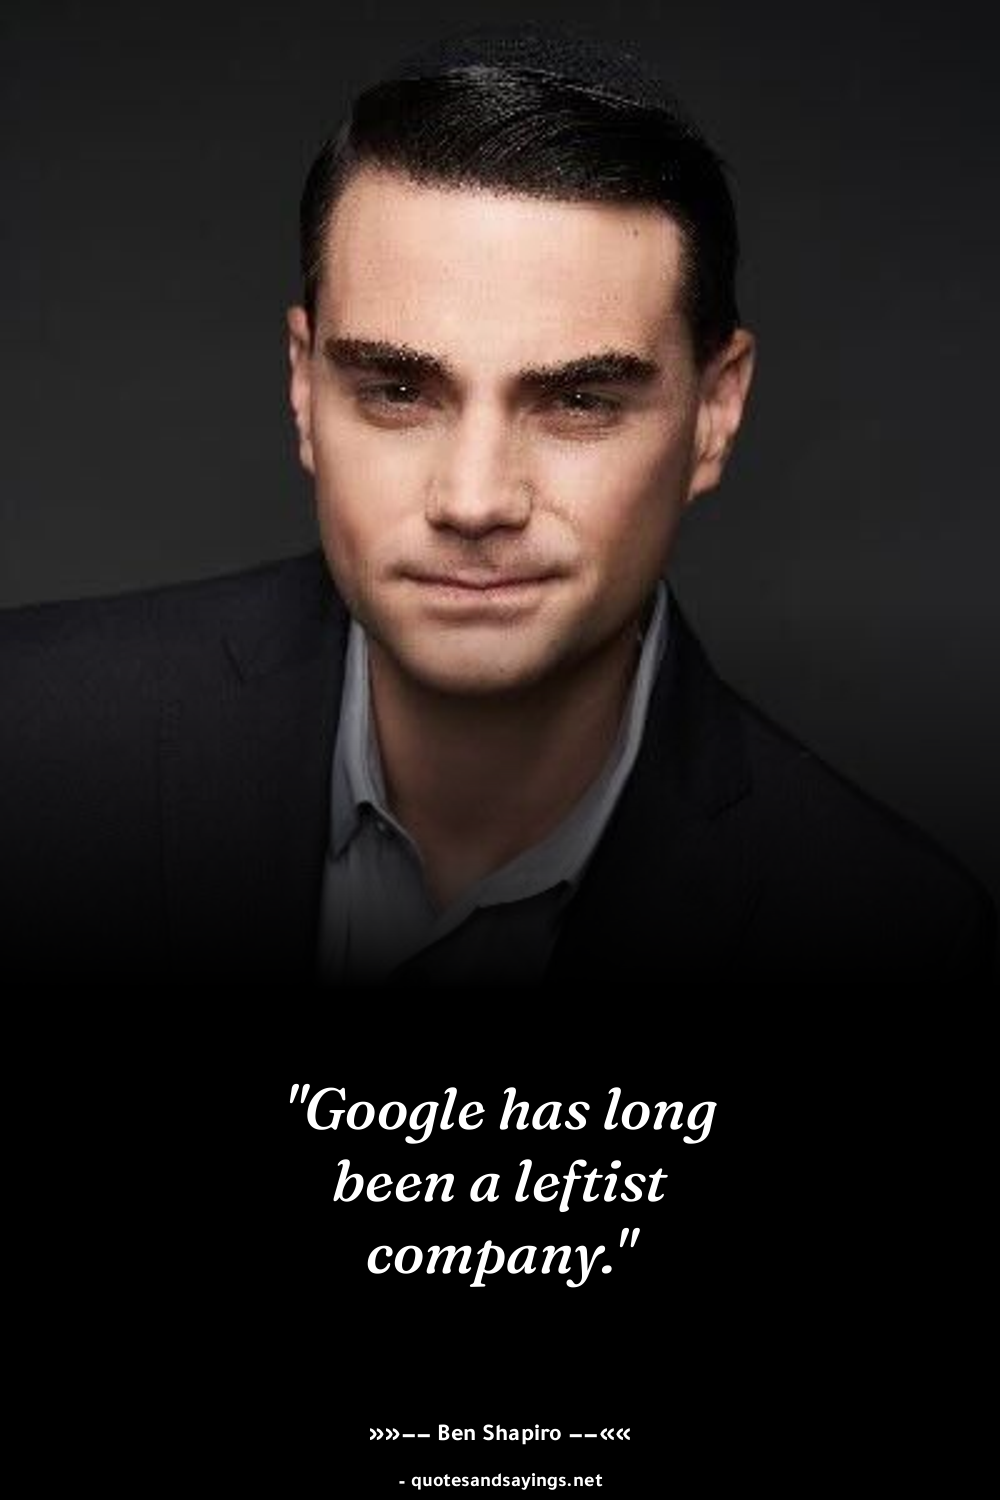 "Google has long
been a leftist
company."
»»−− Ben Shapiro −−««
- quotesandsayings.net